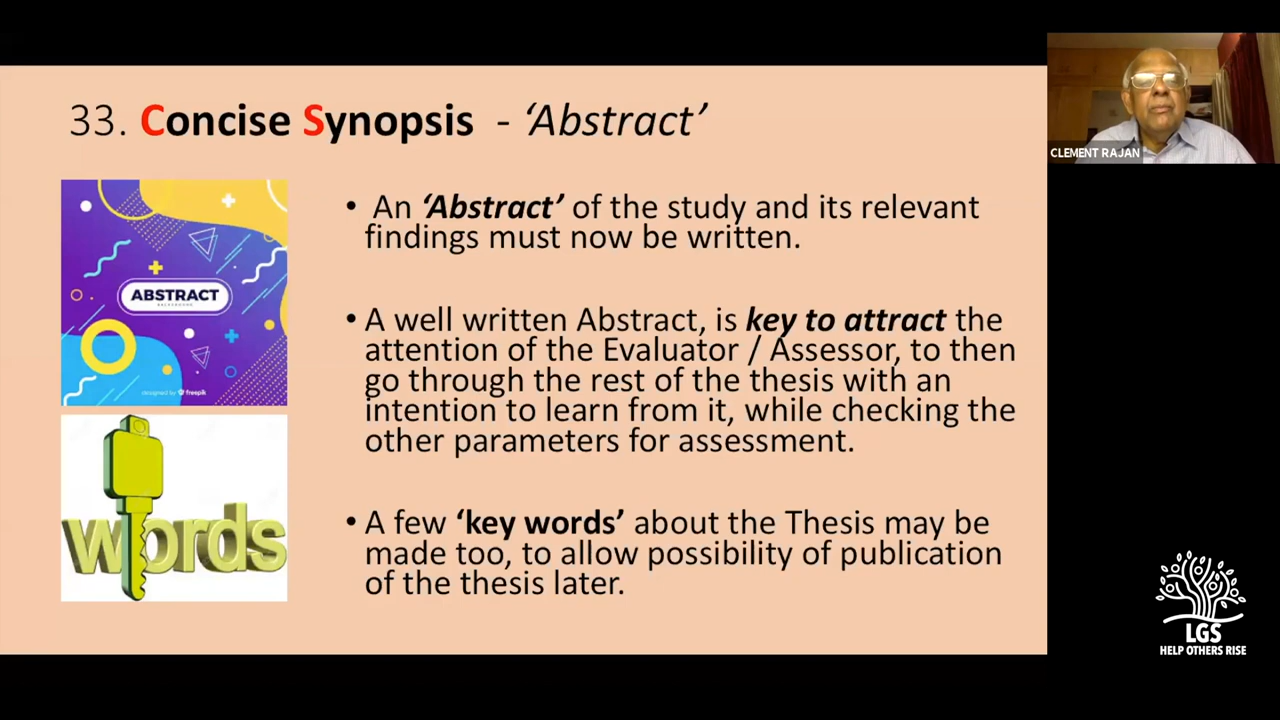 33. Concise Synopsis - ‘Abstract’
CLEMENT RAJAN
• An ‘Abstract’ of the study and its relevant
findings must now be written.
ABSTRACT
BACKGROUND
designed by freepik
• A well written Abstract, is key to attract the
attention of the Evaluator / Assessor, to then
go through the rest of the thesis with an
intention to learn from it, while checking the
other parameters for assessment.
words
• A few ‘key words’ about the Thesis may be
made too, to allow possibility of publication
of the thesis later.
LGS
HELP OTHERS RISE